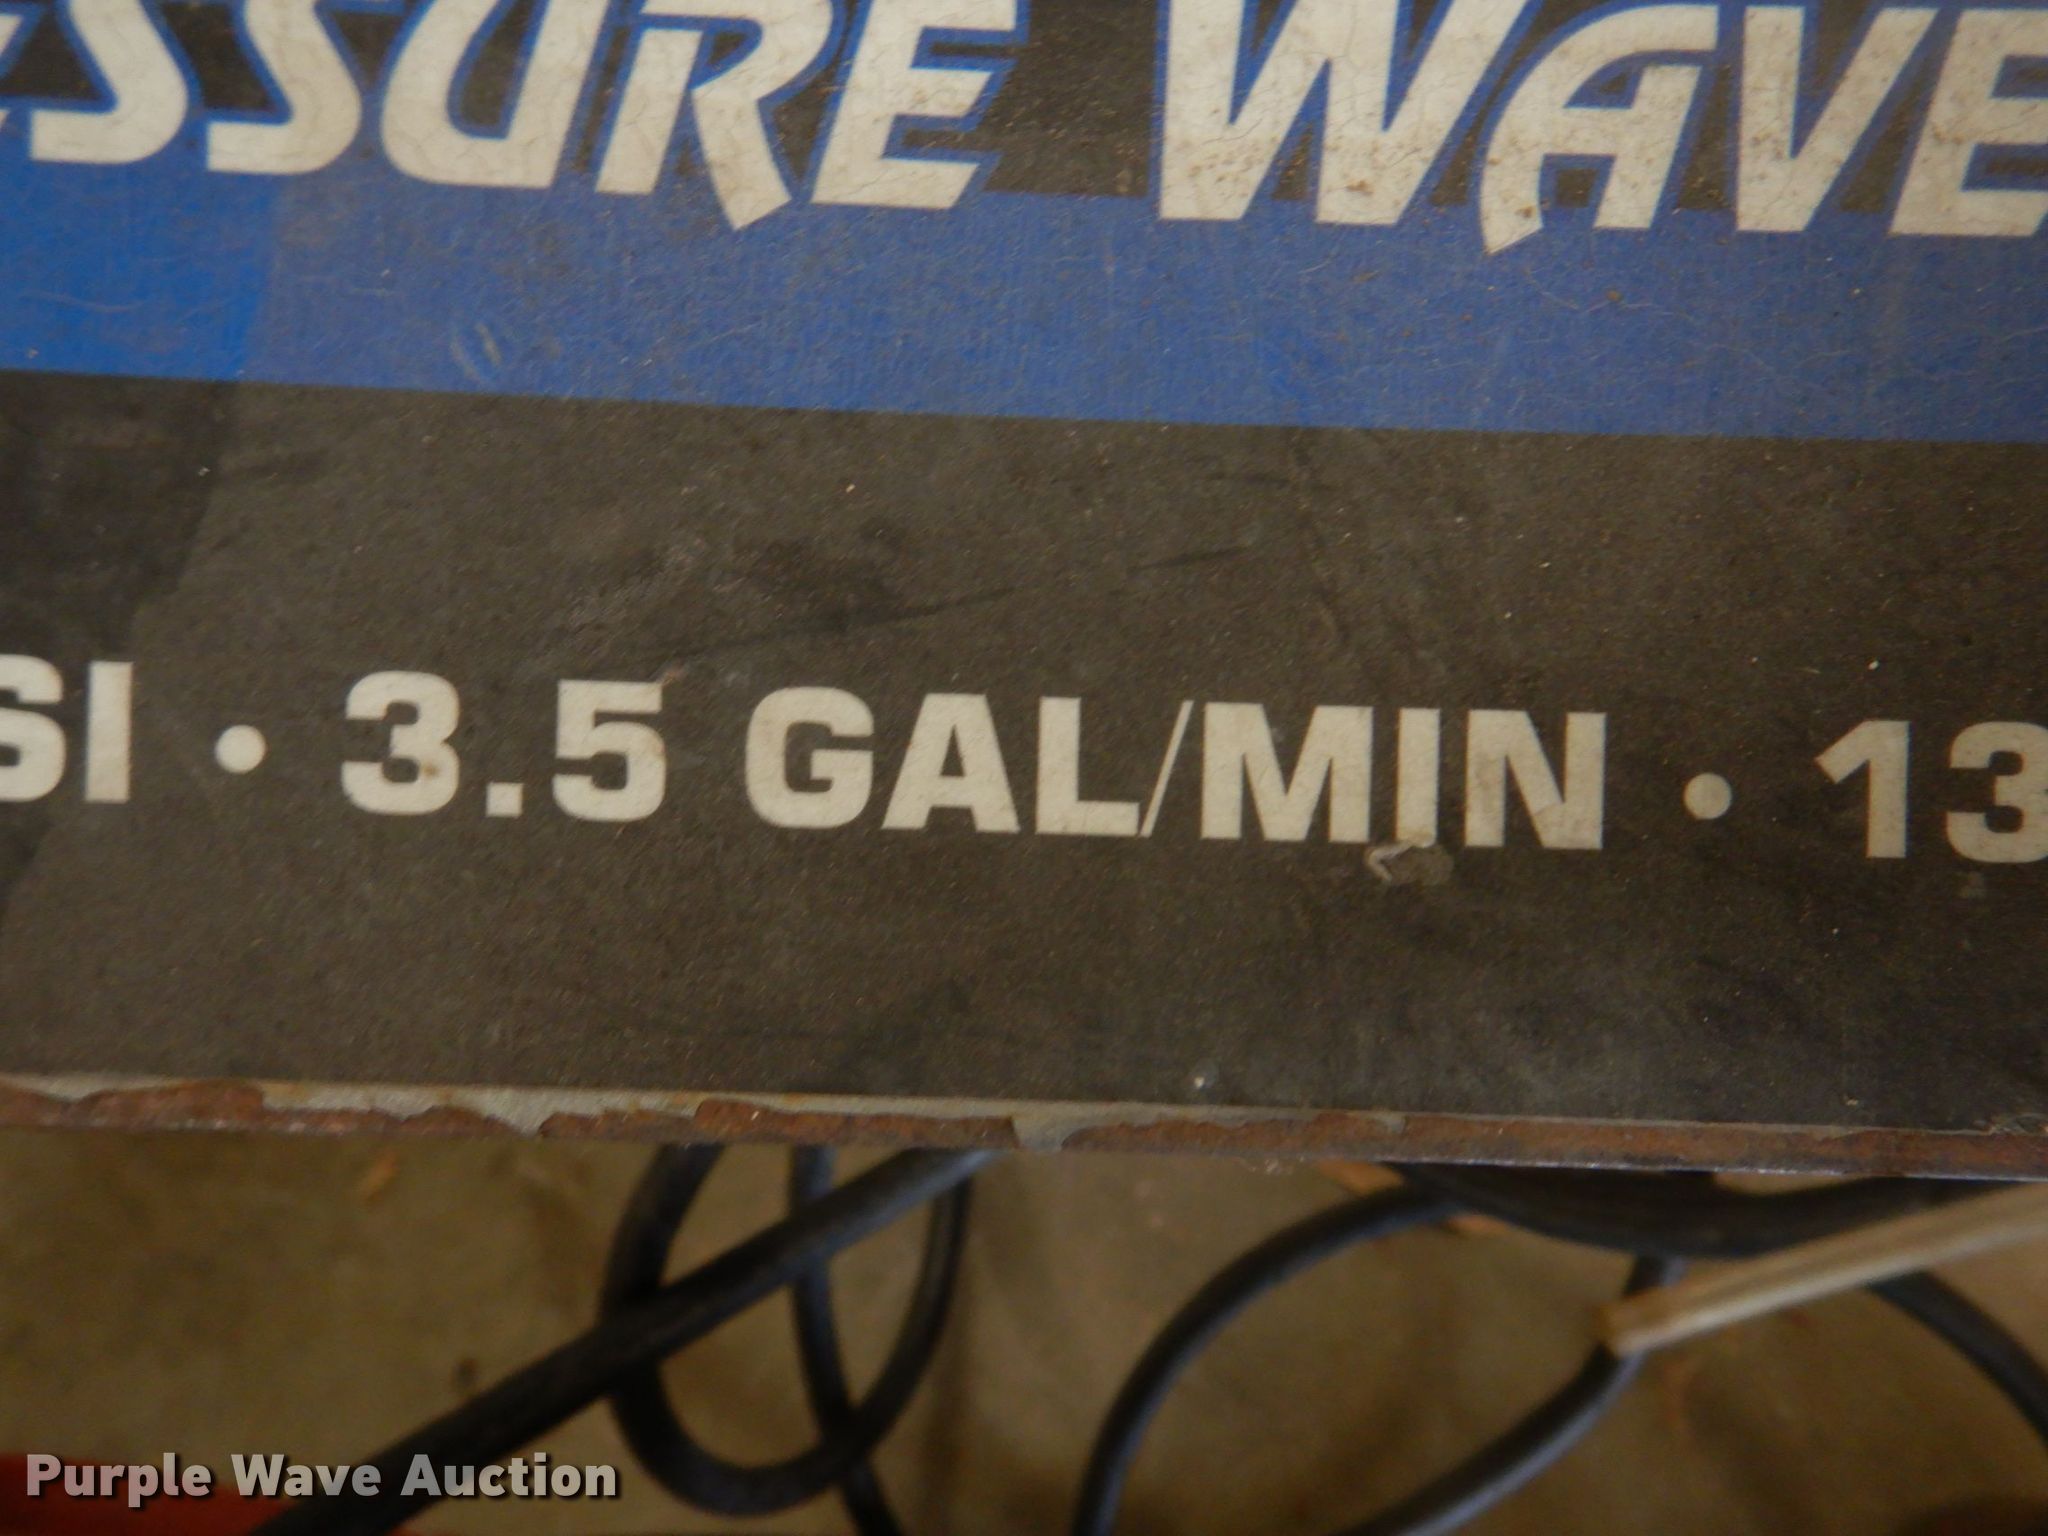 ESSURE WAVE
SI • 3.5 GAL/MIN • 13
Purple Wave Auction